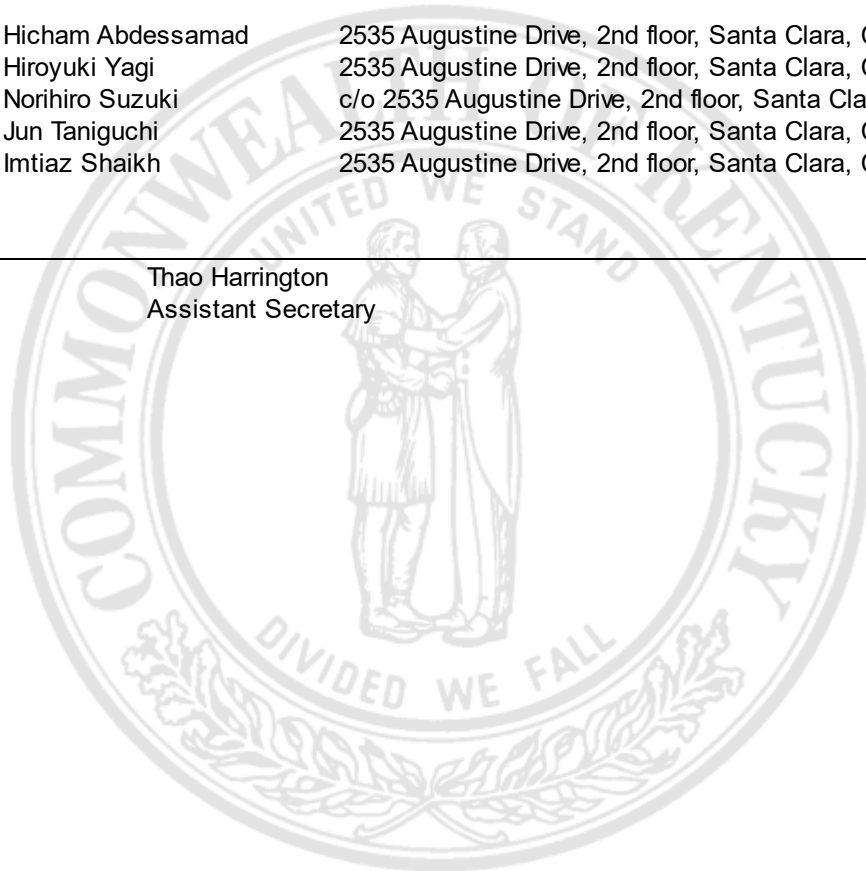 Hicham Abdessamad 2535 Augustine Drive, 2nd floor, Santa Clara,
Hiroyuki Yagi 2535 Augustine Drive, 2nd floor, Santa Clara,
Norihiro Suzuki c/o 2535 Augustine Drive, 2nd floor, Santa
Jun Taniguchi 2535 Augustine Drive, 2nd floor, Santa Clara,
Imtiaz Shaikh 2535 Augustine Drive, 2nd floor, Santa Clara,
Thao Harrington
Assistant Secretary
COMMONWEALTH OF KENTUCKY
UNITED WE STAND
DIVIDED WE FALL